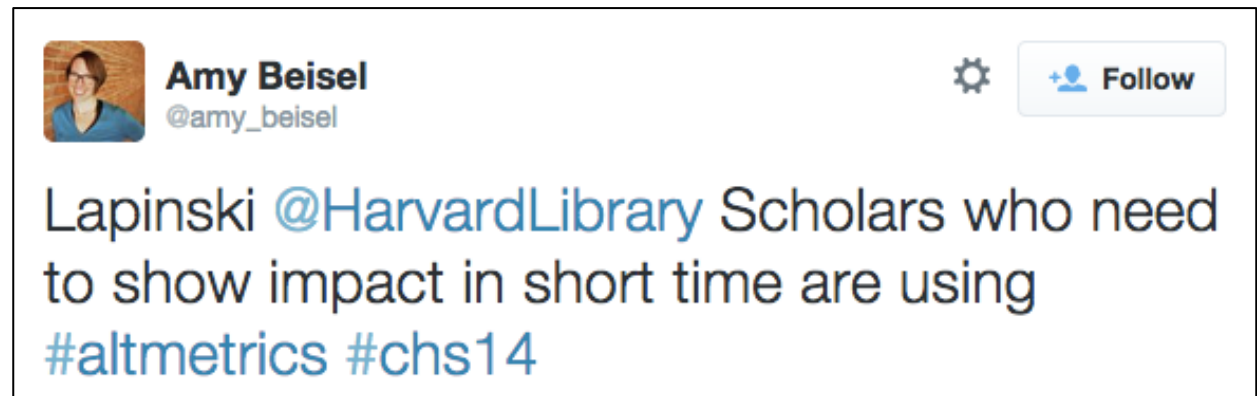 Amy Beisel
@amy_beisel
Follow
Lapinski @HarvardLibrary Scholars who need
to show impact in short time are using
#altmetrics #chs14